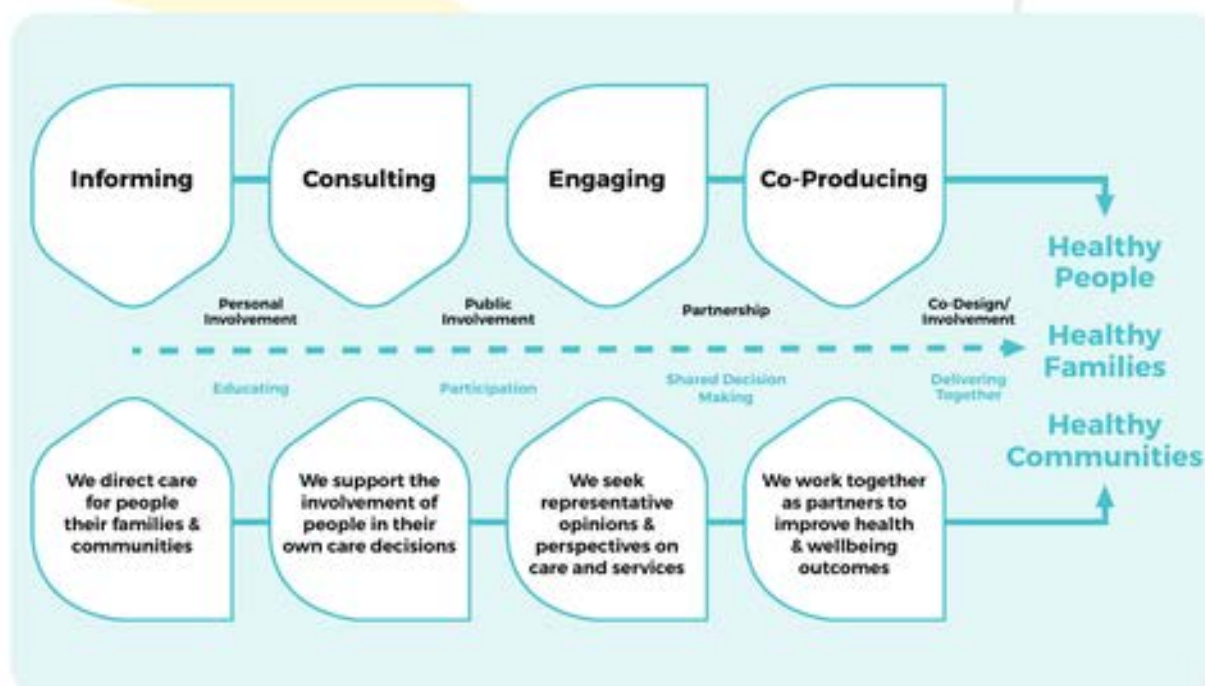 Informing
Consulting
Engaging
Co-Producing
Healthy
People
Healthy
Families
Healthy
Communities
Personal
Involvement
Public
Involvement
Partnership
Co-Design/
Involvement
Educating
Participation
Shared Decision
Making
Delivering
Together
We direct care
for people
their families &
communities
We support the
involvement of
people in their
own care decisions
We seek
representative
opinions &
perspectives on
care and services
We work together
as partners to
improve health
& wellbeing
outcomes